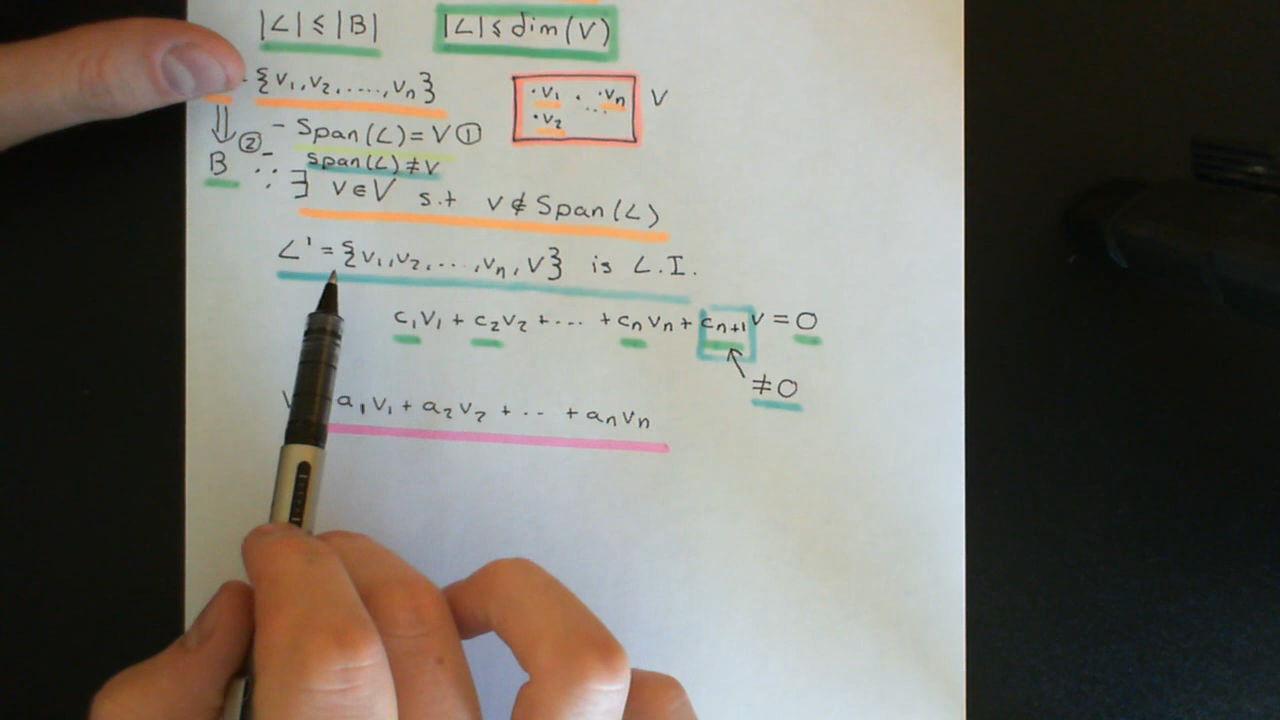 |L| ≤ |B| |L| ≤ dim(V)
{v₁, v₂, ...., vₙ} ·v₁ · ·vₙ V
·v₂ ...
⇓ - Span(L) = V ①
② - span(L) ≠ V
B ∴ ∃ v ∈ V s.t v ∉ Span(L)
L' = {v₁, v₂, ..., vₙ, v} is L.I.
c₁v₁ + c₂v₂ + ... + cₙvₙ + cₙ₊₁v = 0
≠ 0
a₁v₁ + a₂v₂ + ... + aₙvₙ